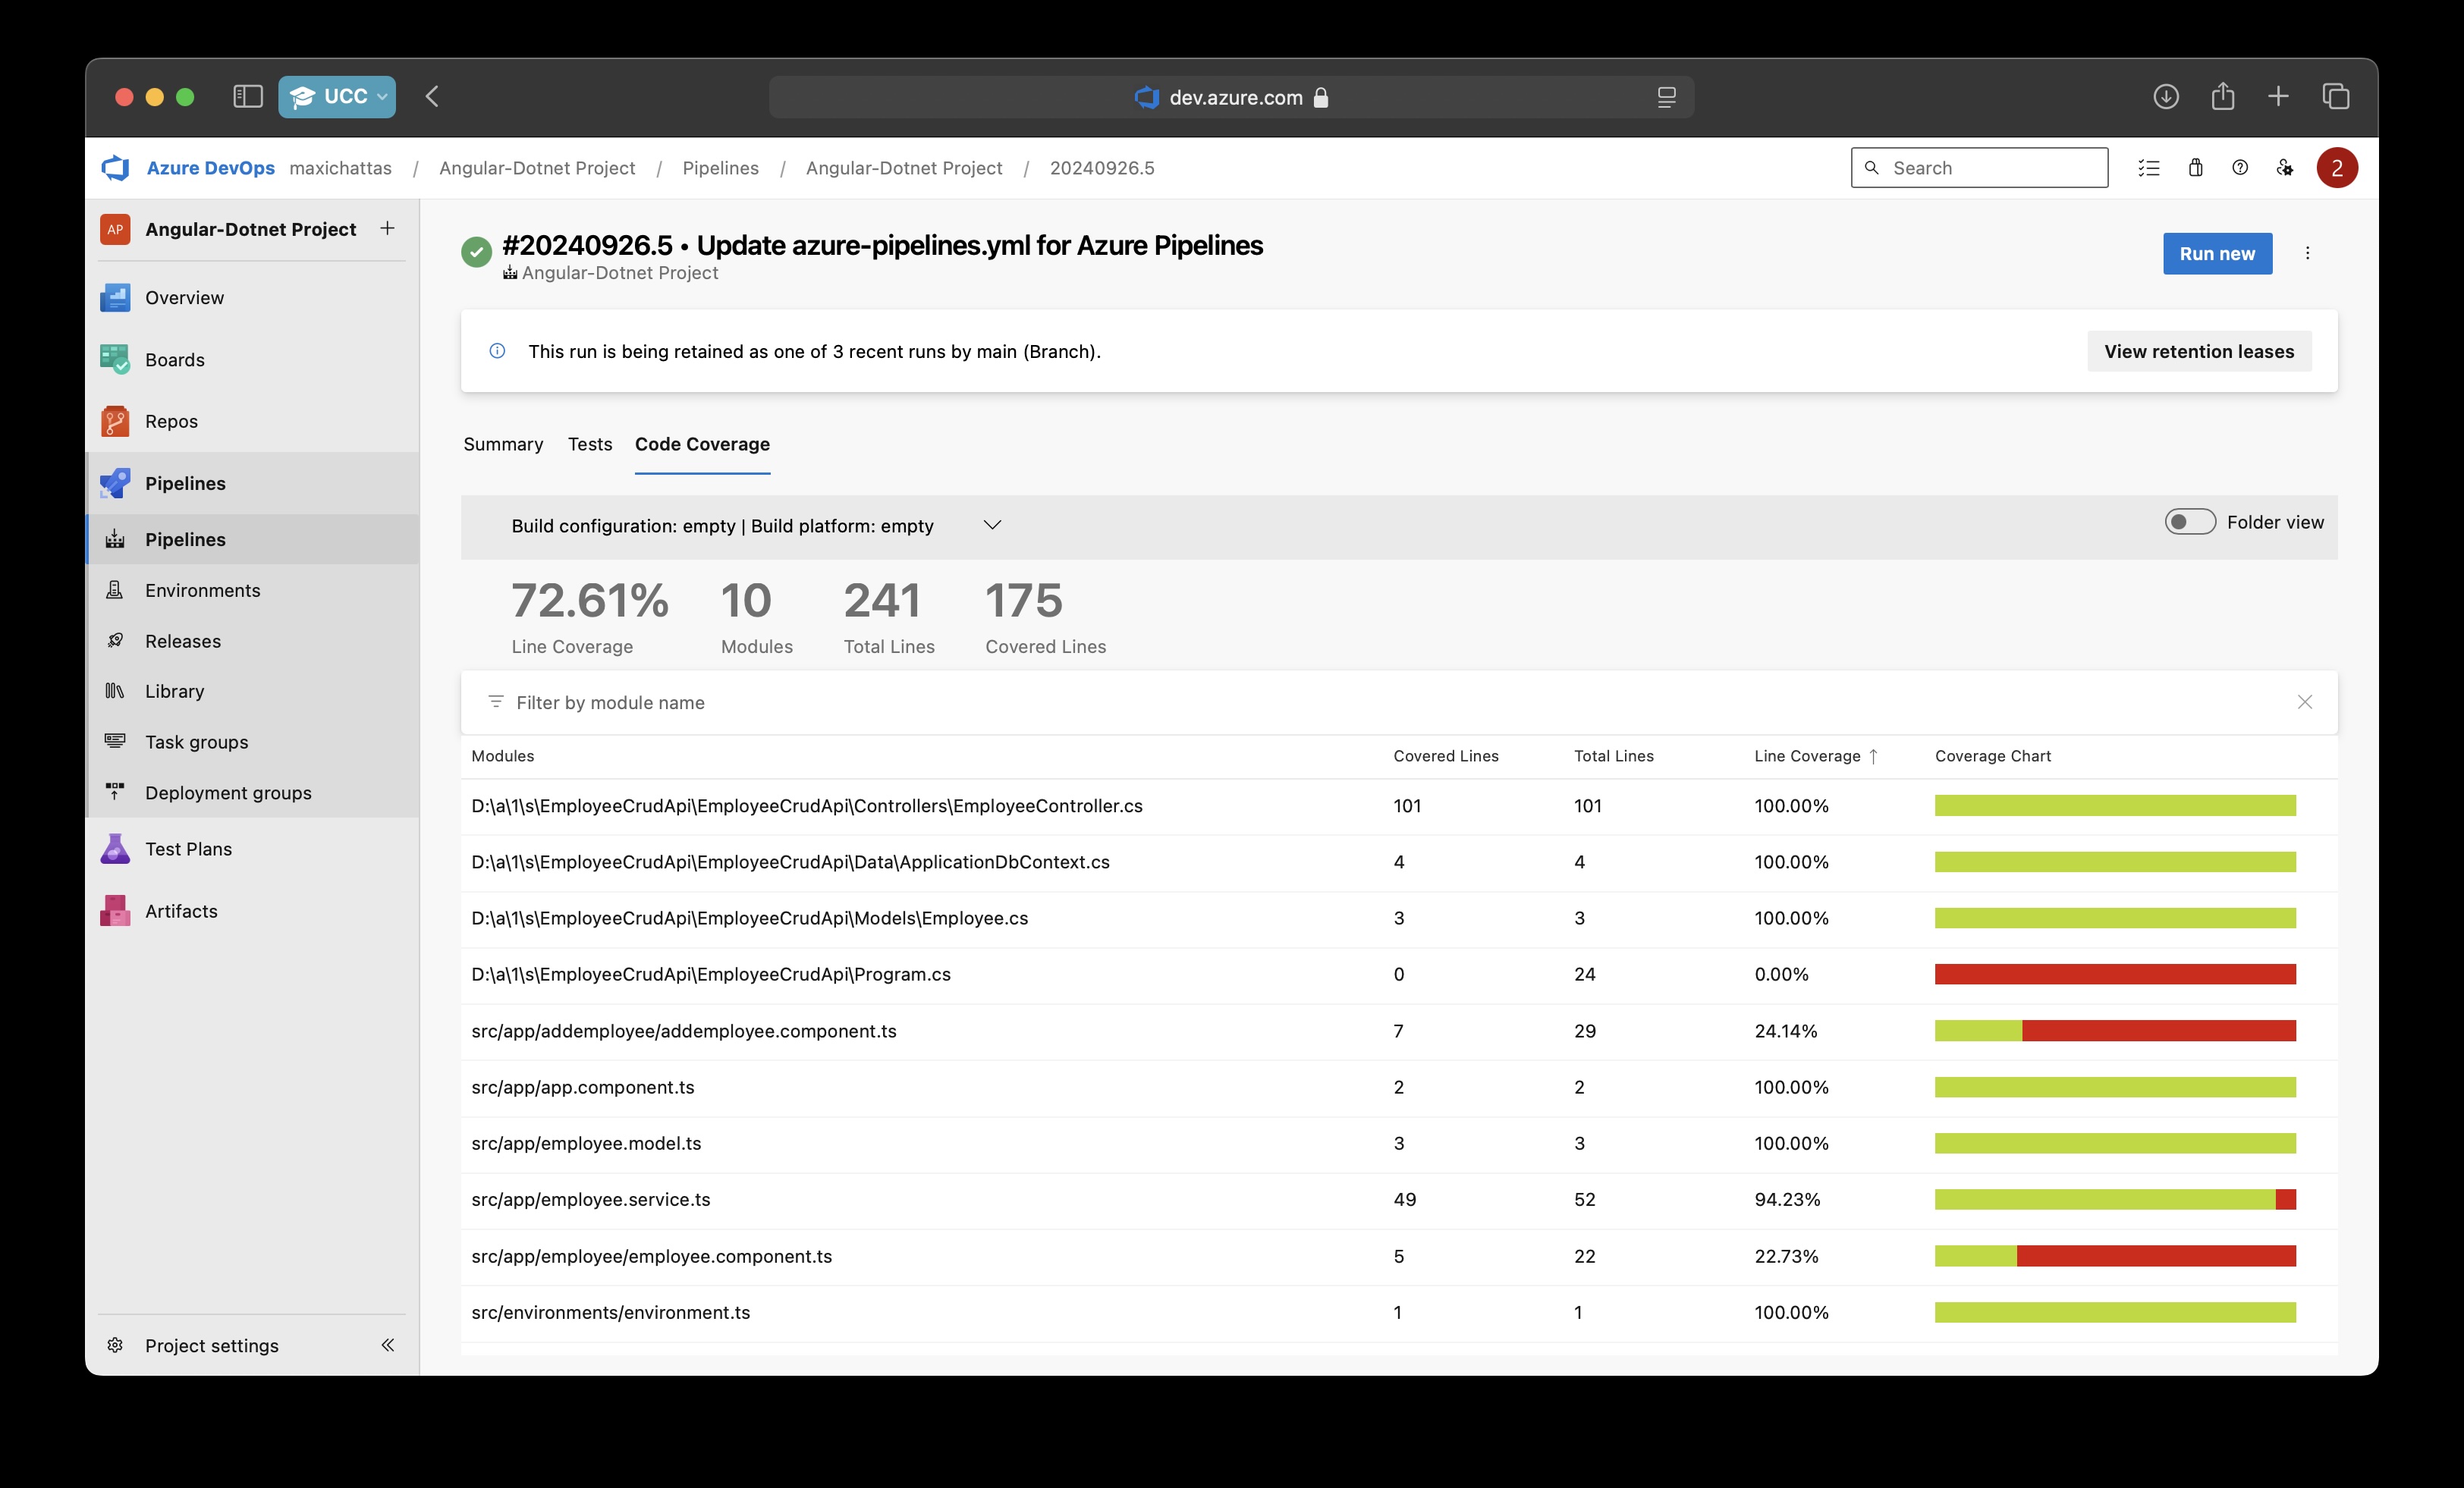 UCC
dev.azure.com
Azure DevOps maxichattas / Angular-Dotnet Project / Pipelines / Angular-Dotnet Project / 20240926.5
Search
2
AP Angular-Dotnet Project
Overview
Boards
Repos
Pipelines
Pipelines
Environments
Releases
Library
Task groups
Deployment groups
Test Plans
Artifacts
Project settings
#20240926.5 • Update azure-pipelines.yml for Azure Pipelines
Angular-Dotnet Project
Run new
This run is being retained as one of 3 recent runs by main (Branch).
View retention leases
Summary Tests Code Coverage
Build configuration: empty | Build platform: empty
Folder view
72.61% 10 241 175
Line Coverage Modules Total Lines Covered Lines
Filter by module name
Modules Covered Lines Total Lines Line Coverage ↑ Coverage Chart
D:\a\1\s\EmployeeCrudApi\EmployeeCrudApi\Controllers\EmployeeController.cs 101 101 100.00%
D:\a\1\s\EmployeeCrudApi\EmployeeCrudApi\Data\ApplicationDbContext.cs 4 4 100.00%
D:\a\1\s\EmployeeCrudApi\EmployeeCrudApi\Models\Employee.cs 3 3 100.00%
D:\a\1\s\EmployeeCrudApi\EmployeeCrudApi\Program.cs 0 24 0.00%
src/app/addemployee/addemployee.component.ts 7 29 24.14%
src/app/app.component.ts 2 2 100.00%
src/app/employee.model.ts 3 3 100.00%
src/app/employee.service.ts 49 52 94.23%
src/app/employee/employee.component.ts 5 22 22.73%
src/environments/environment.ts 1 1 100.00%